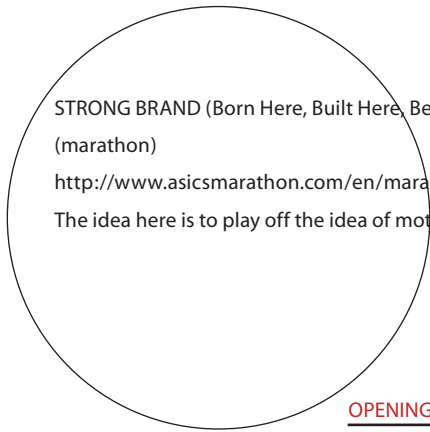 STRONG BRAND (Born Here, Built Here, Be
(marathon)
http://www.asicsmarathon.com/en/mara
The idea here is to play off the idea of mot
OPENING